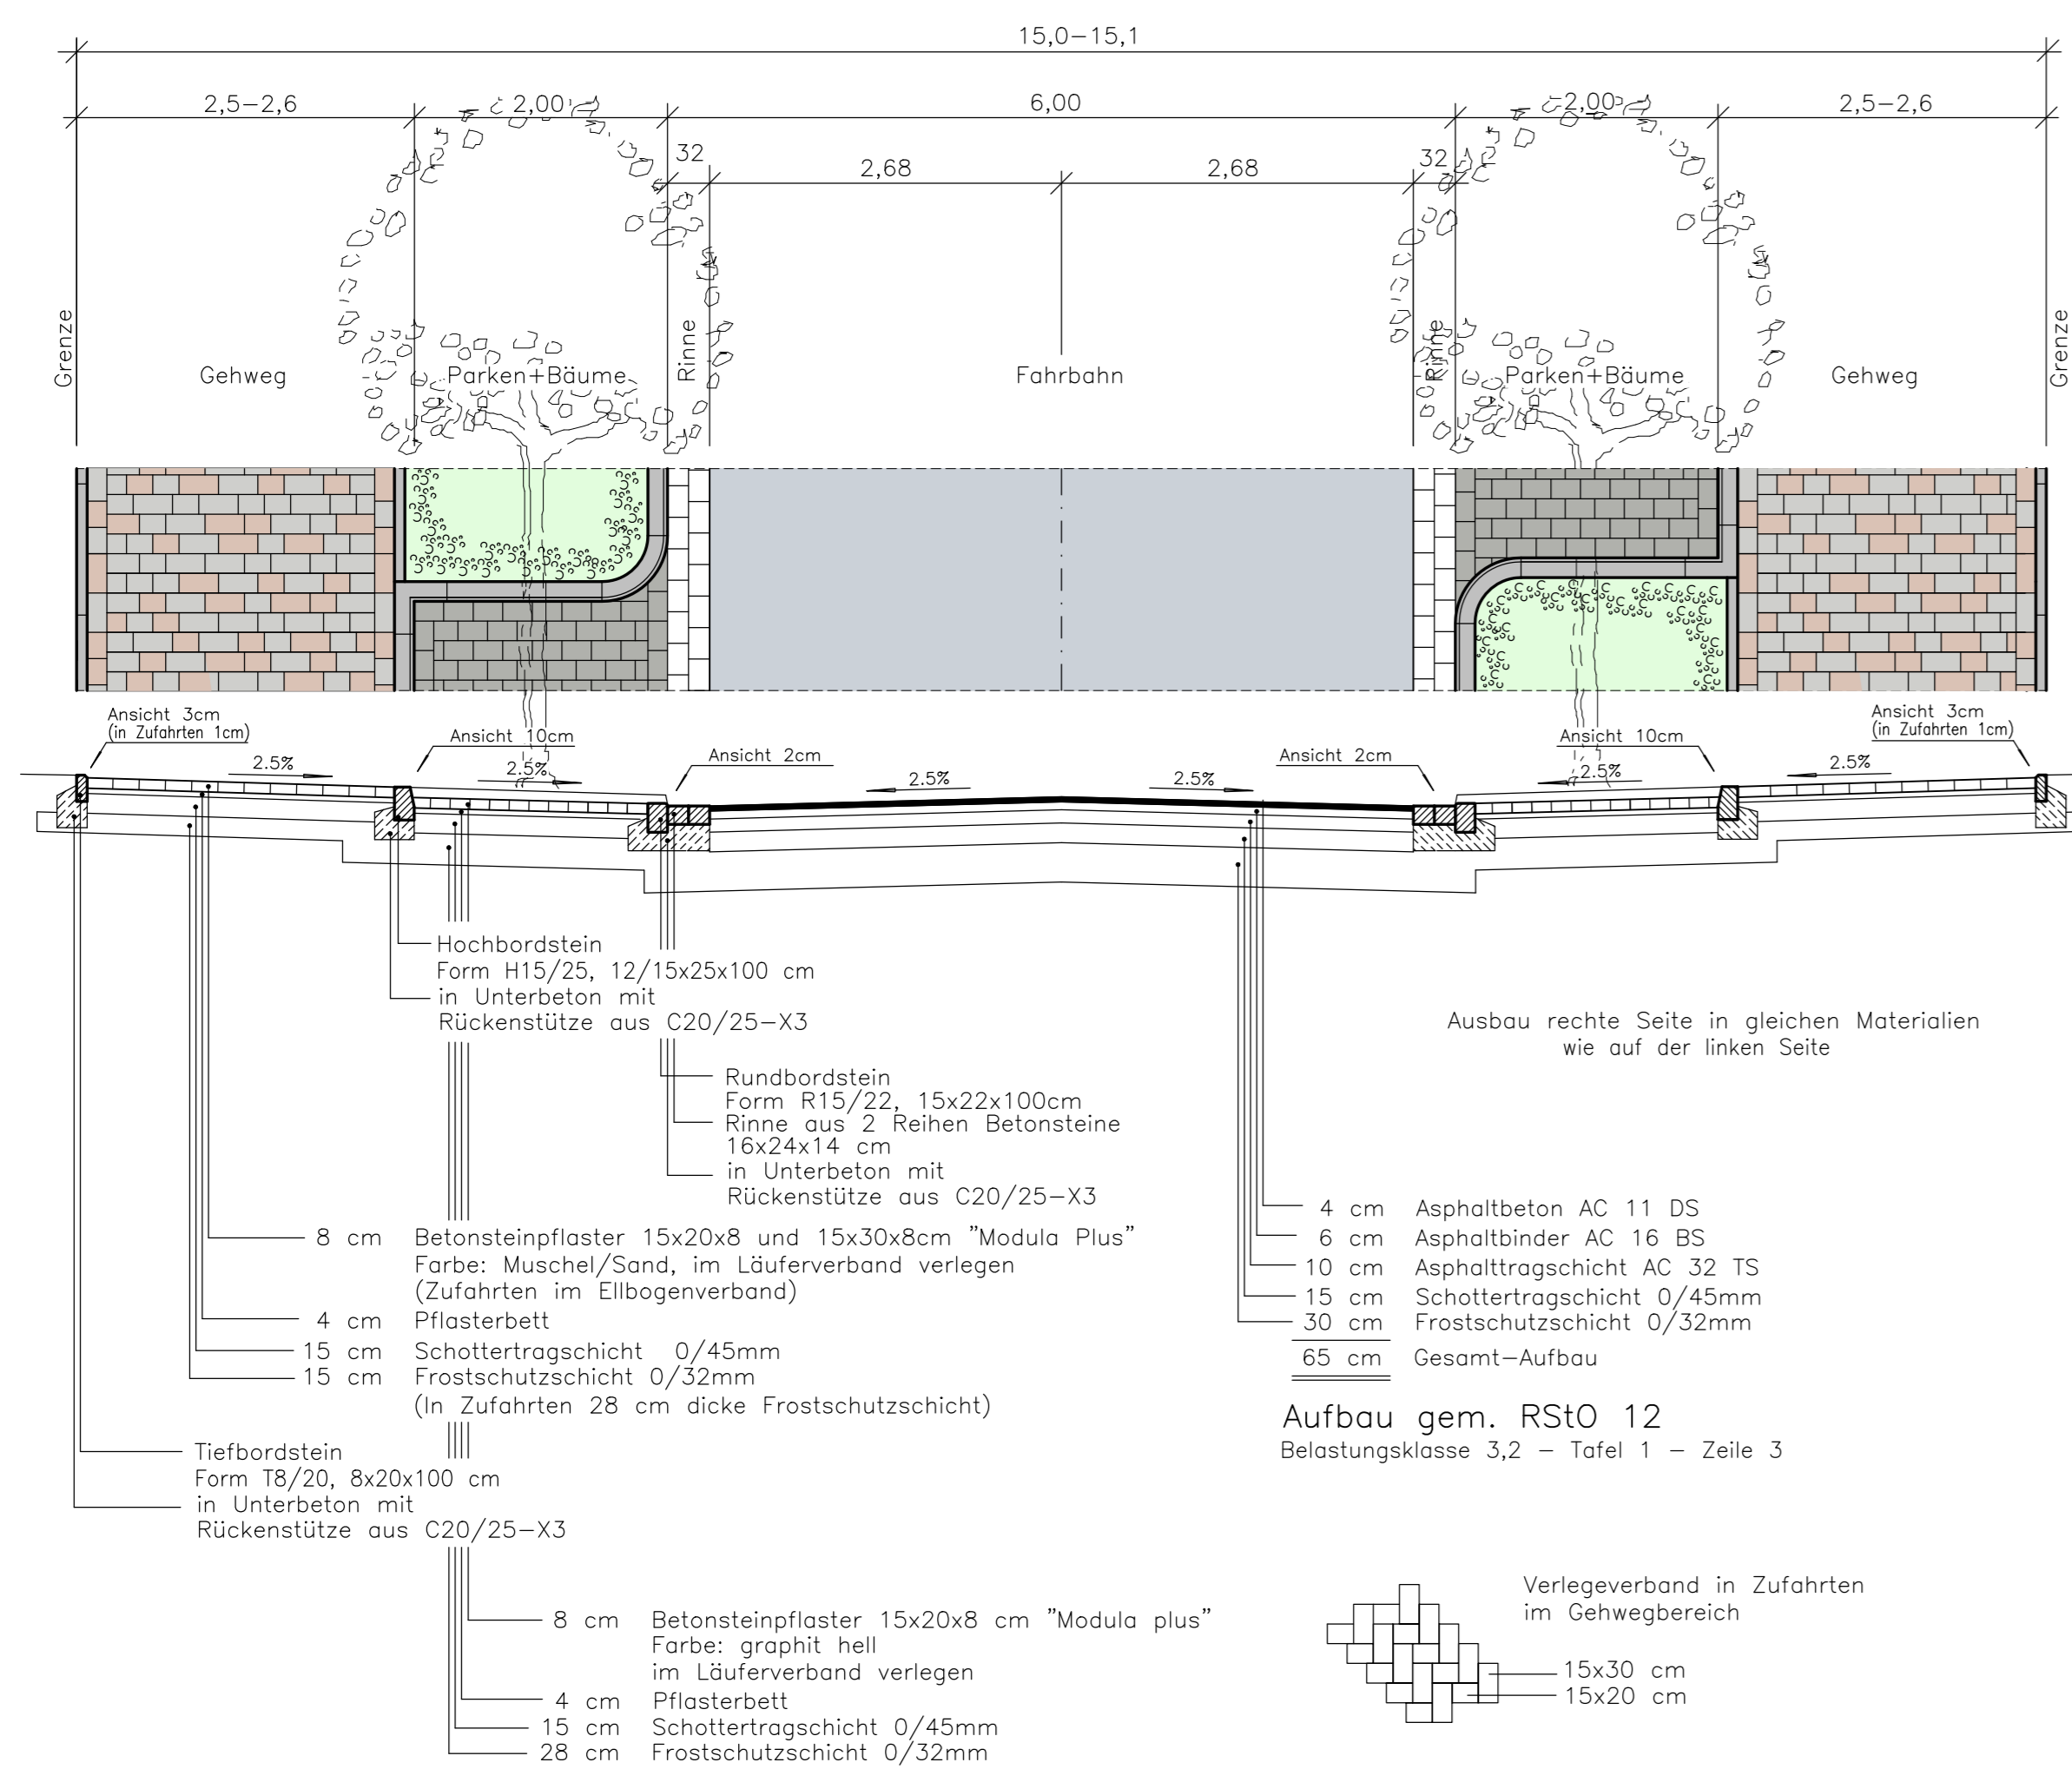 15,0–15,1
2,5–2,6
2,00
6,00
2,00
2,5–2,6
32
2,68
2,68
32
Grenze
Gehweg
Parken+Bäume
Rinne
Fahrbahn
Rinne
Parken+Bäume
Gehweg
Grenze
Ansicht 3cm
(in Zufahrten 1cm)
Ansicht 10cm
Ansicht 2cm
Ansicht 2cm
Ansicht 10cm
Ansicht 3cm
(in Zufahrten 1cm)
2.5%
2.5%
2.5%
2.5%
2.5%
2.5%
Hochbordstein
Form H15/25, 12/15x25x100 cm
in Unterbeton mit
Rückenstütze aus C20/25–X3
Ausbau rechte Seite in gleichen Materialien
wie auf der linken Seite
Rundbordstein
Form R15/22, 15x22x100cm
Rinne aus 2 Reihen Betonsteine
16x24x14 cm
in Unterbeton mit
Rückenstütze aus C20/25–X3
8 cm Betonsteinpflaster 15x20x8 und 15x30x8cm "Modula Plus"
Farbe: Muschel/Sand, im Läuferverband verlegen
(Zufahrten im Ellbogenverband)
4 cm Pflasterbett
15 cm Schottertragschicht 0/45mm
15 cm Frostschutzschicht 0/32mm
(In Zufahrten 28 cm dicke Frostschutzschicht)
4 cm Asphaltbeton AC 11 DS
6 cm Asphaltbinder AC 16 BS
10 cm Asphalttragschicht AC 32 TS
15 cm Schottertragschicht 0/45mm
30 cm Frostschutzschicht 0/32mm
65 cm Gesamt–Aufbau
Aufbau gem. RStO 12
Belastungsklasse 3,2 – Tafel 1 – Zeile 3
Tiefbordstein
Form T8/20, 8x20x100 cm
in Unterbeton mit
Rückenstütze aus C20/25–X3
8 cm Betonsteinpflaster 15x20x8 cm "Modula plus"
Farbe: graphit hell
im Läuferverband verlegen
4 cm Pflasterbett
15 cm Schottertragschicht 0/45mm
28 cm Frostschutzschicht 0/32mm
Verlegeverband in Zufahrten
im Gehwegbereich
15x30 cm
15x20 cm